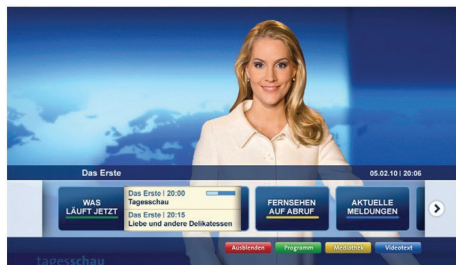 Das Erste
05.02.10 | 20:06
WAS
LÄUFT JETZT
Das Erste | 20:00
Tagesschau
Das Erste | 20:15
Liebe und andere Delikatessen
FERNSEHEN
AUF ABRUF
AKTUELLE
MELDUNGEN
Ausblenden
Programm
Mediathek
Videotext
tagesschau